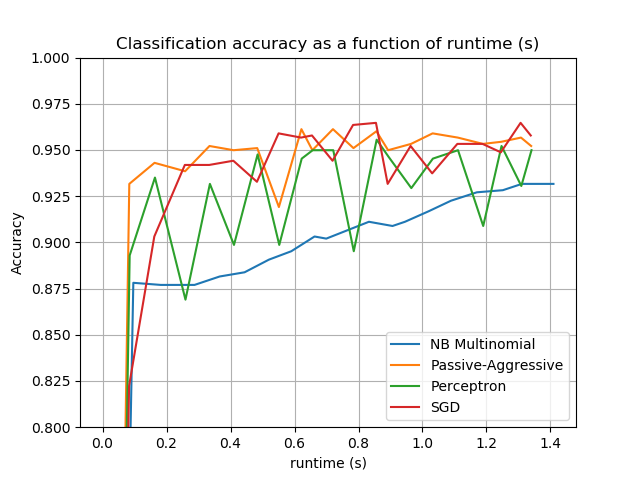 Classification accuracy as a function of runtime (s)
1.000
0.975
0.950
0.925
0.900
0.875
0.850
0.825
0.800
Accuracy
0.0 0.2 0.4 0.6 0.8 1.0 1.2 1.4
runtime (s)
NB Multinomial
Passive-Aggressive
Perceptron
SGD